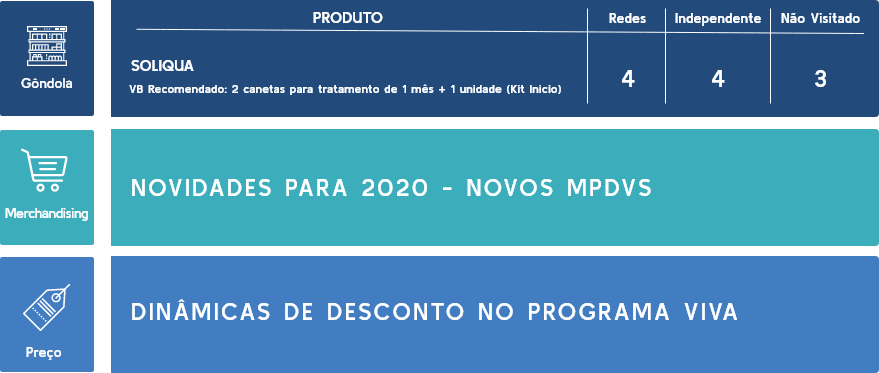 PRODUTO
Redes
Independente
Não Visitado
Gôndola
SOLIQUA
VB Recomendado: 2 canetas para tratamento de 1 mês + 1 unidade (Kit Inicio)
4
4
3
Merchandising
NOVIDADES PARA 2020 - NOVOS MPDVS
Preço
DINÂMICAS DE DESCONTO NO PROGRAMA VIVA